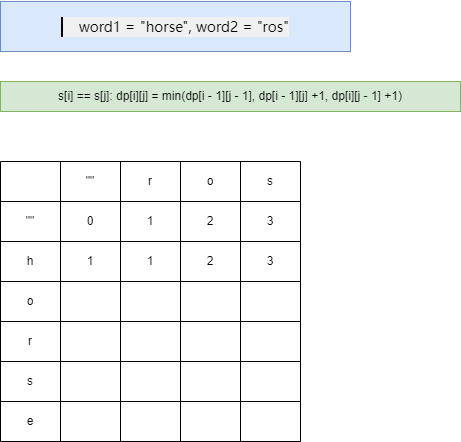 word1 = "horse", word2 = "ros"
s[i] == s[j]: dp[i][j] = min(dp[i - 1][j - 1], dp[i - 1][j] +1, dp[i][j - 1] +1)
"" r o s
"" 0 1 2 3
h 1 1 2 3
o
r
s
e